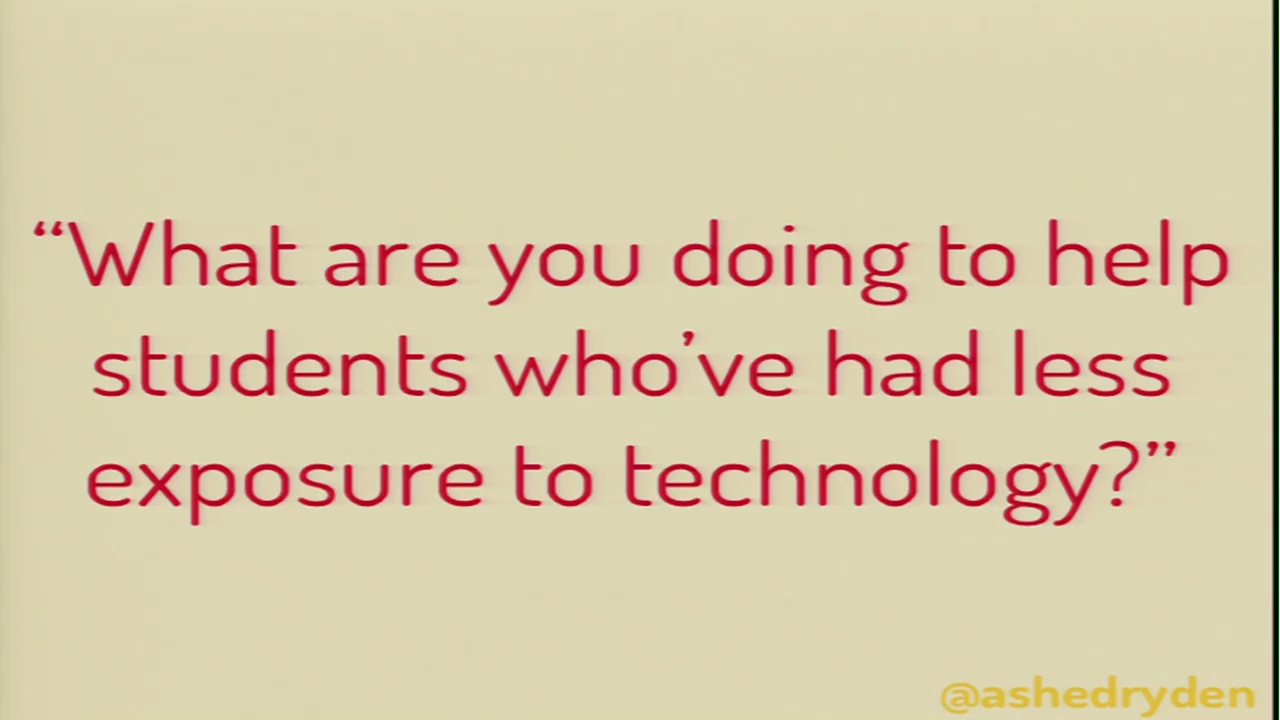 “What are you doing to help
students who’ve had less
exposure to technology?”
@ashedryden